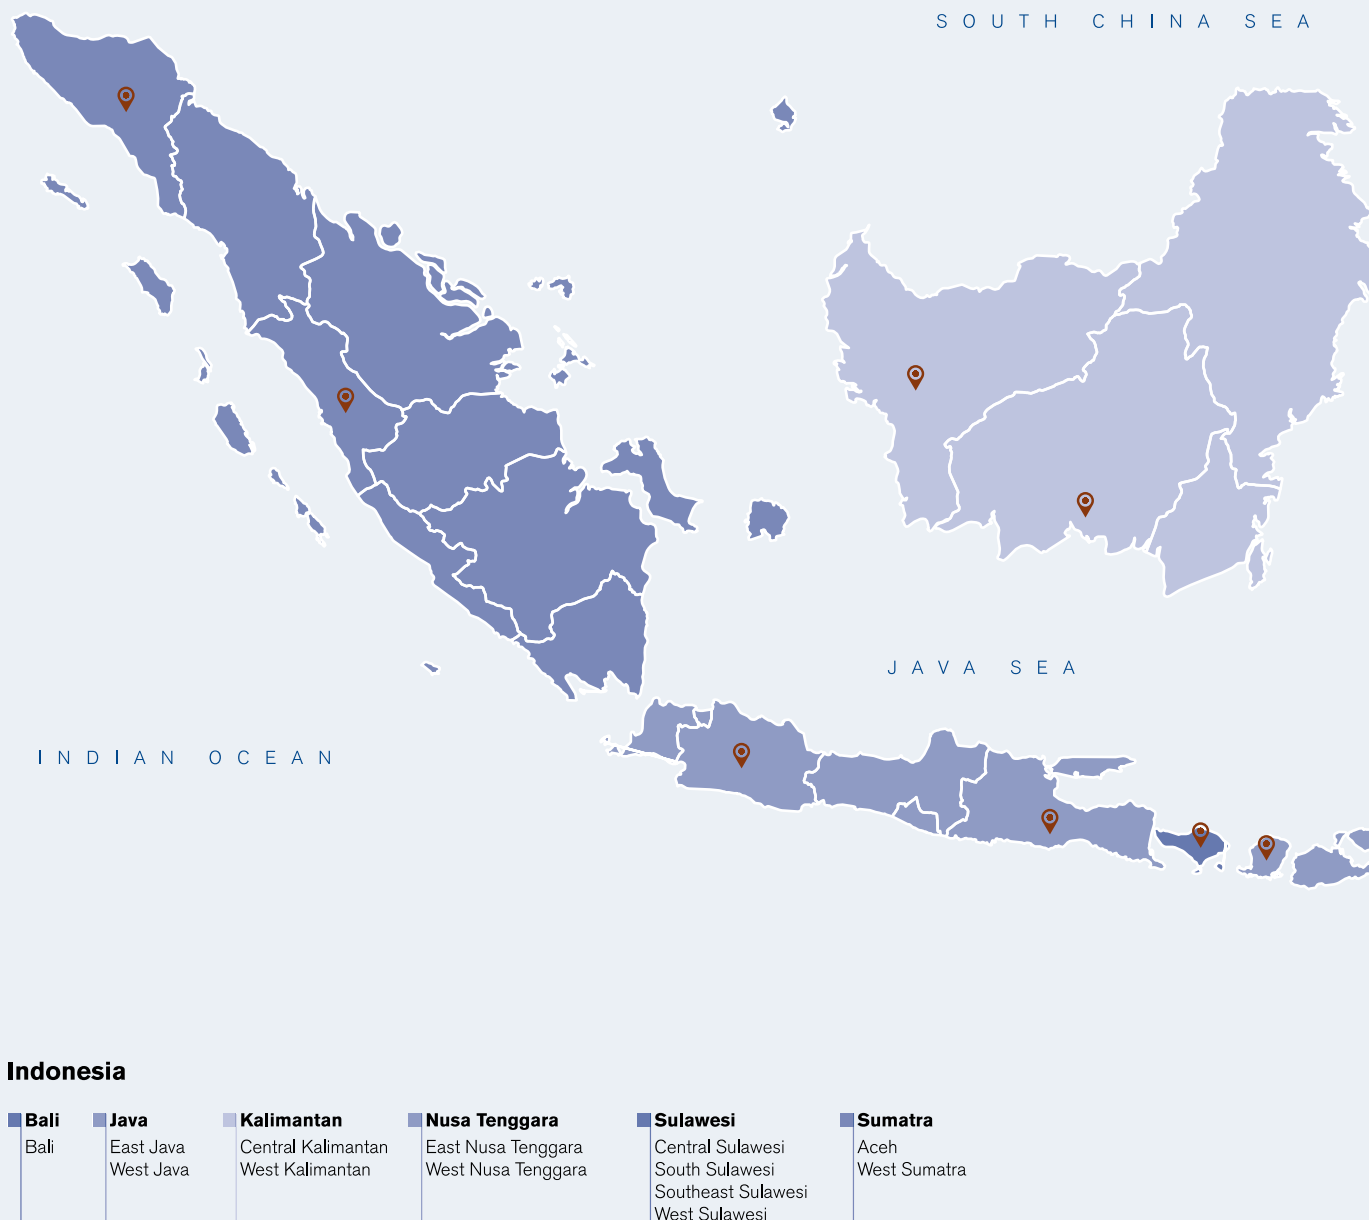 SOUTH CHINA SEA
JAVA SEA
INDIAN OCEAN
Indonesia
Bali
Bali
Java
East Java
West Java
Kalimantan
Central Kalimantan
West Kalimantan
Nusa Tenggara
East Nusa Tenggara
West Nusa Tenggara
Sulawesi
Central Sulawesi
South Sulawesi
Southeast Sulawesi
West Sulawesi
Sumatra
Aceh
West Sumatra